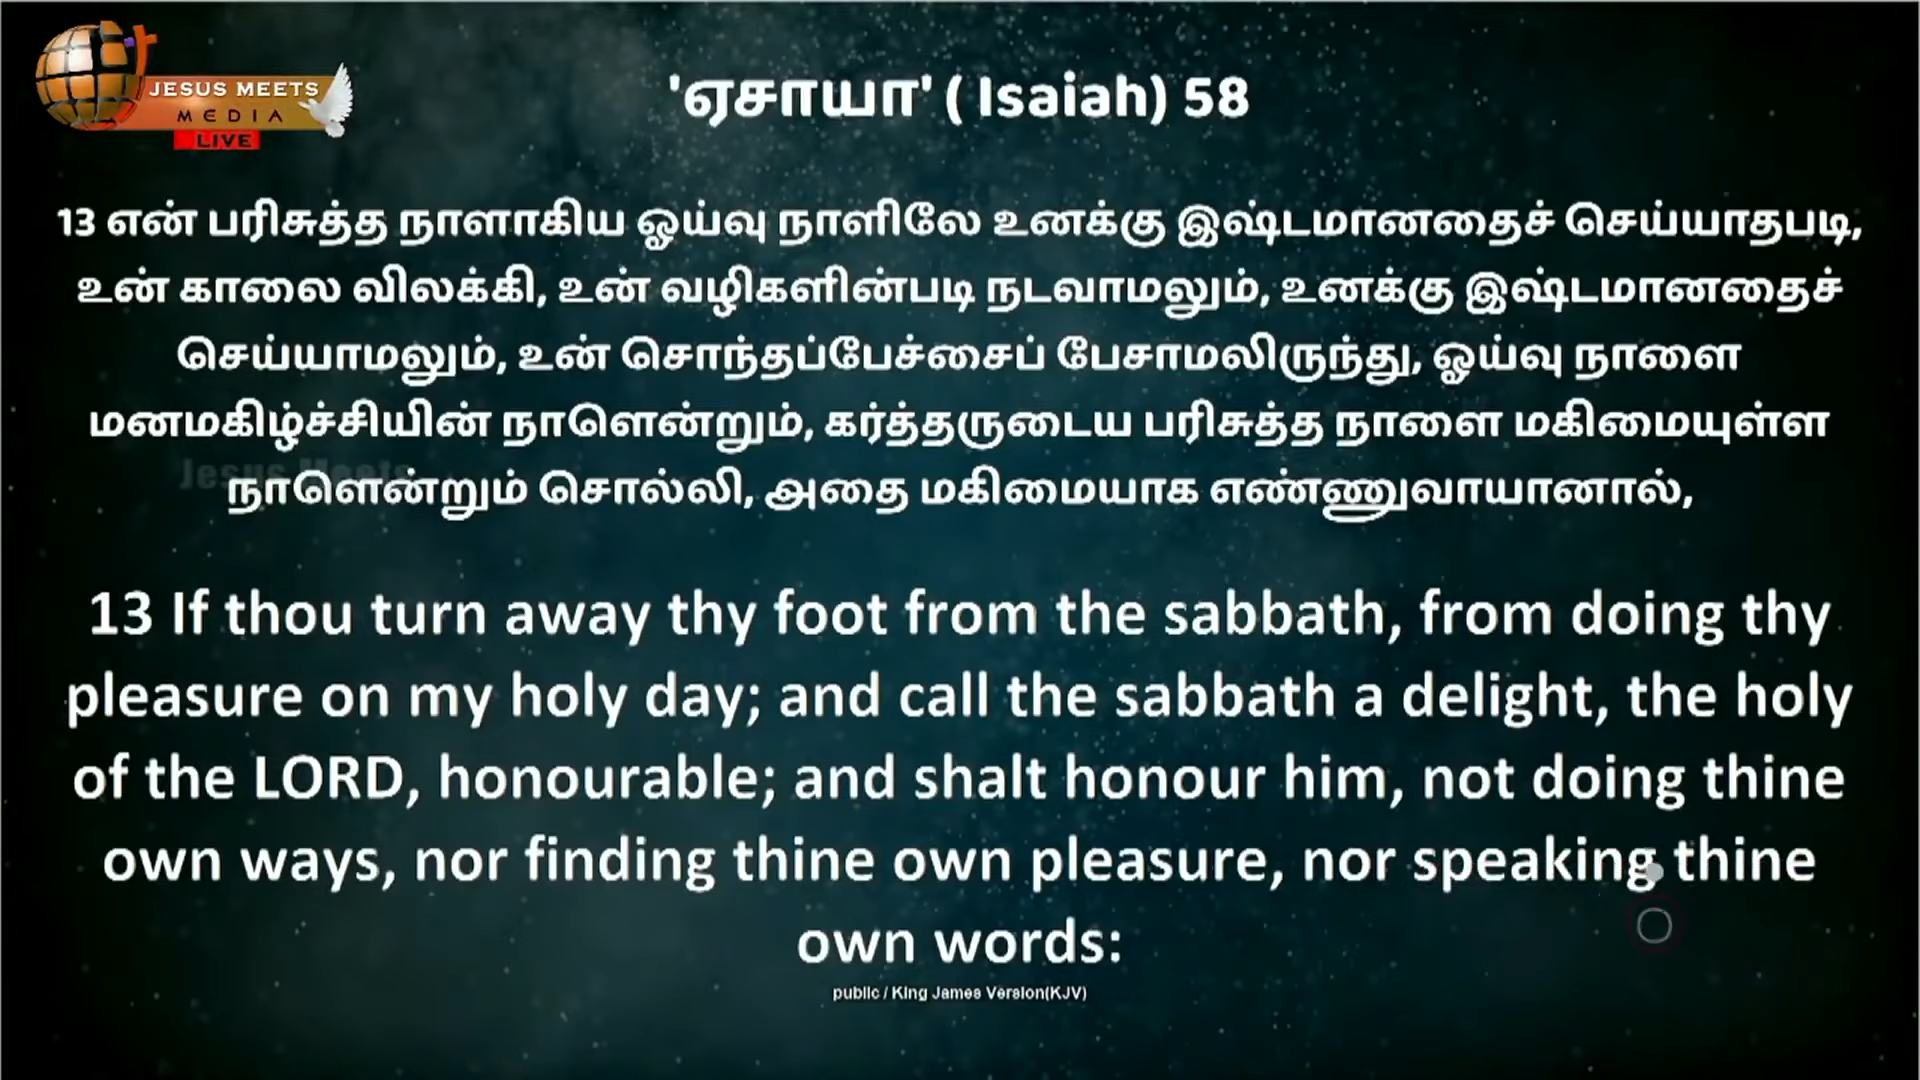 JESUS MEETS
MEDIA
LIVE
'ஏசாயா' ( Isaiah) 58
13 என் பரிசுத்த நாளாகிய ஓய்வு நாளிலே உனக்கு இஷ்டமானதைச் செய்யாதபடி,
உன் காலை விலக்கி, உன் வழிகளின்படி நடவாமலும், உனக்கு இஷ்டமானதைச்
செய்யாமலும், உன் சொந்தப்பேச்சைப் பேசாமலிருந்து, ஓய்வு நாளை
மனமகிழ்ச்சியின் நாளென்றும், கர்த்தருடைய பரிசுத்த நாளை மகிமையுள்ள
Jesus Meets
நாளென்றும் சொல்லி, அதை மகிமையாக எண்ணுவாயானால்,
13 If thou turn away thy foot from the sabbath, from doing thy
pleasure on my holy day; and call the sabbath a delight, the holy
of the LORD, honourable; and shalt honour him, not doing thine
own ways, nor finding thine own pleasure, nor speaking thine
own words:
public / King James Version(KJV)